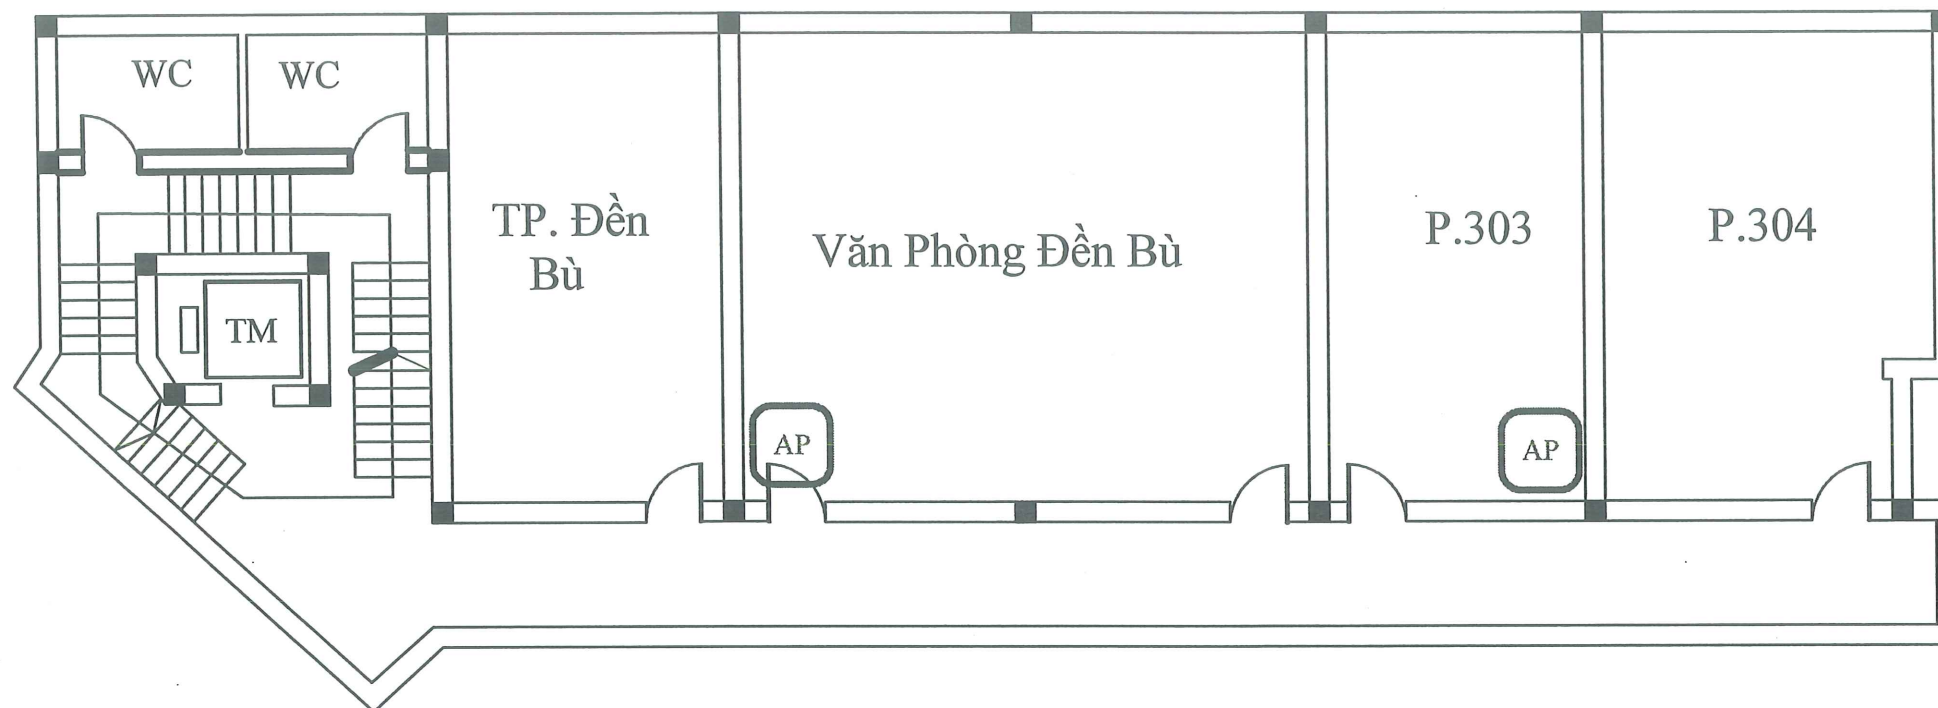 WC
WC
TP. Đền
Bù
Văn Phòng Đền Bù
P.303
P.304
TM
AP
AP